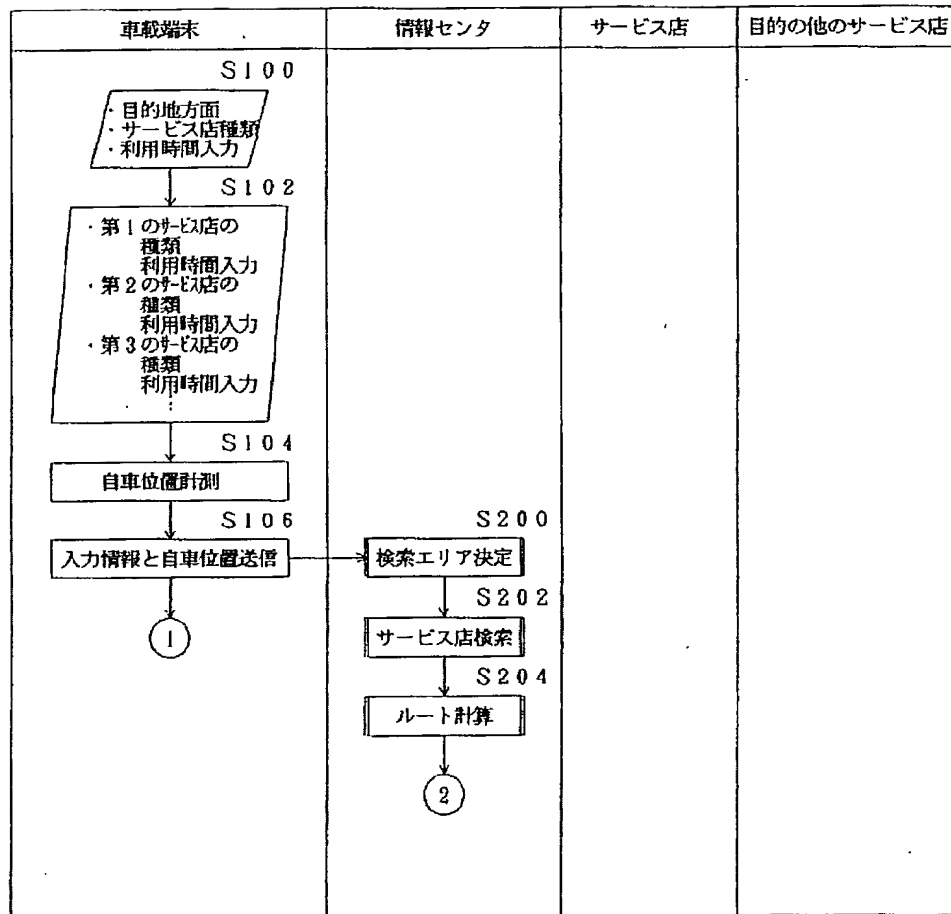 車載端末
情報センタ
サービス店
目的の他のサービス店
S100
・目的地方面
・サービス店種類
・利用時間入力
S102
・第1のサービス店の
種類
利用時間入力
・第2のサービス店の
種類
利用時間入力
・第3のサービス店の
種類
利用時間入力
⋮
S104
自車位置計測
S106
入力情報と自車位置送信
1
S200
検索エリア決定
S202
サービス店検索
S204
ルート計算
2